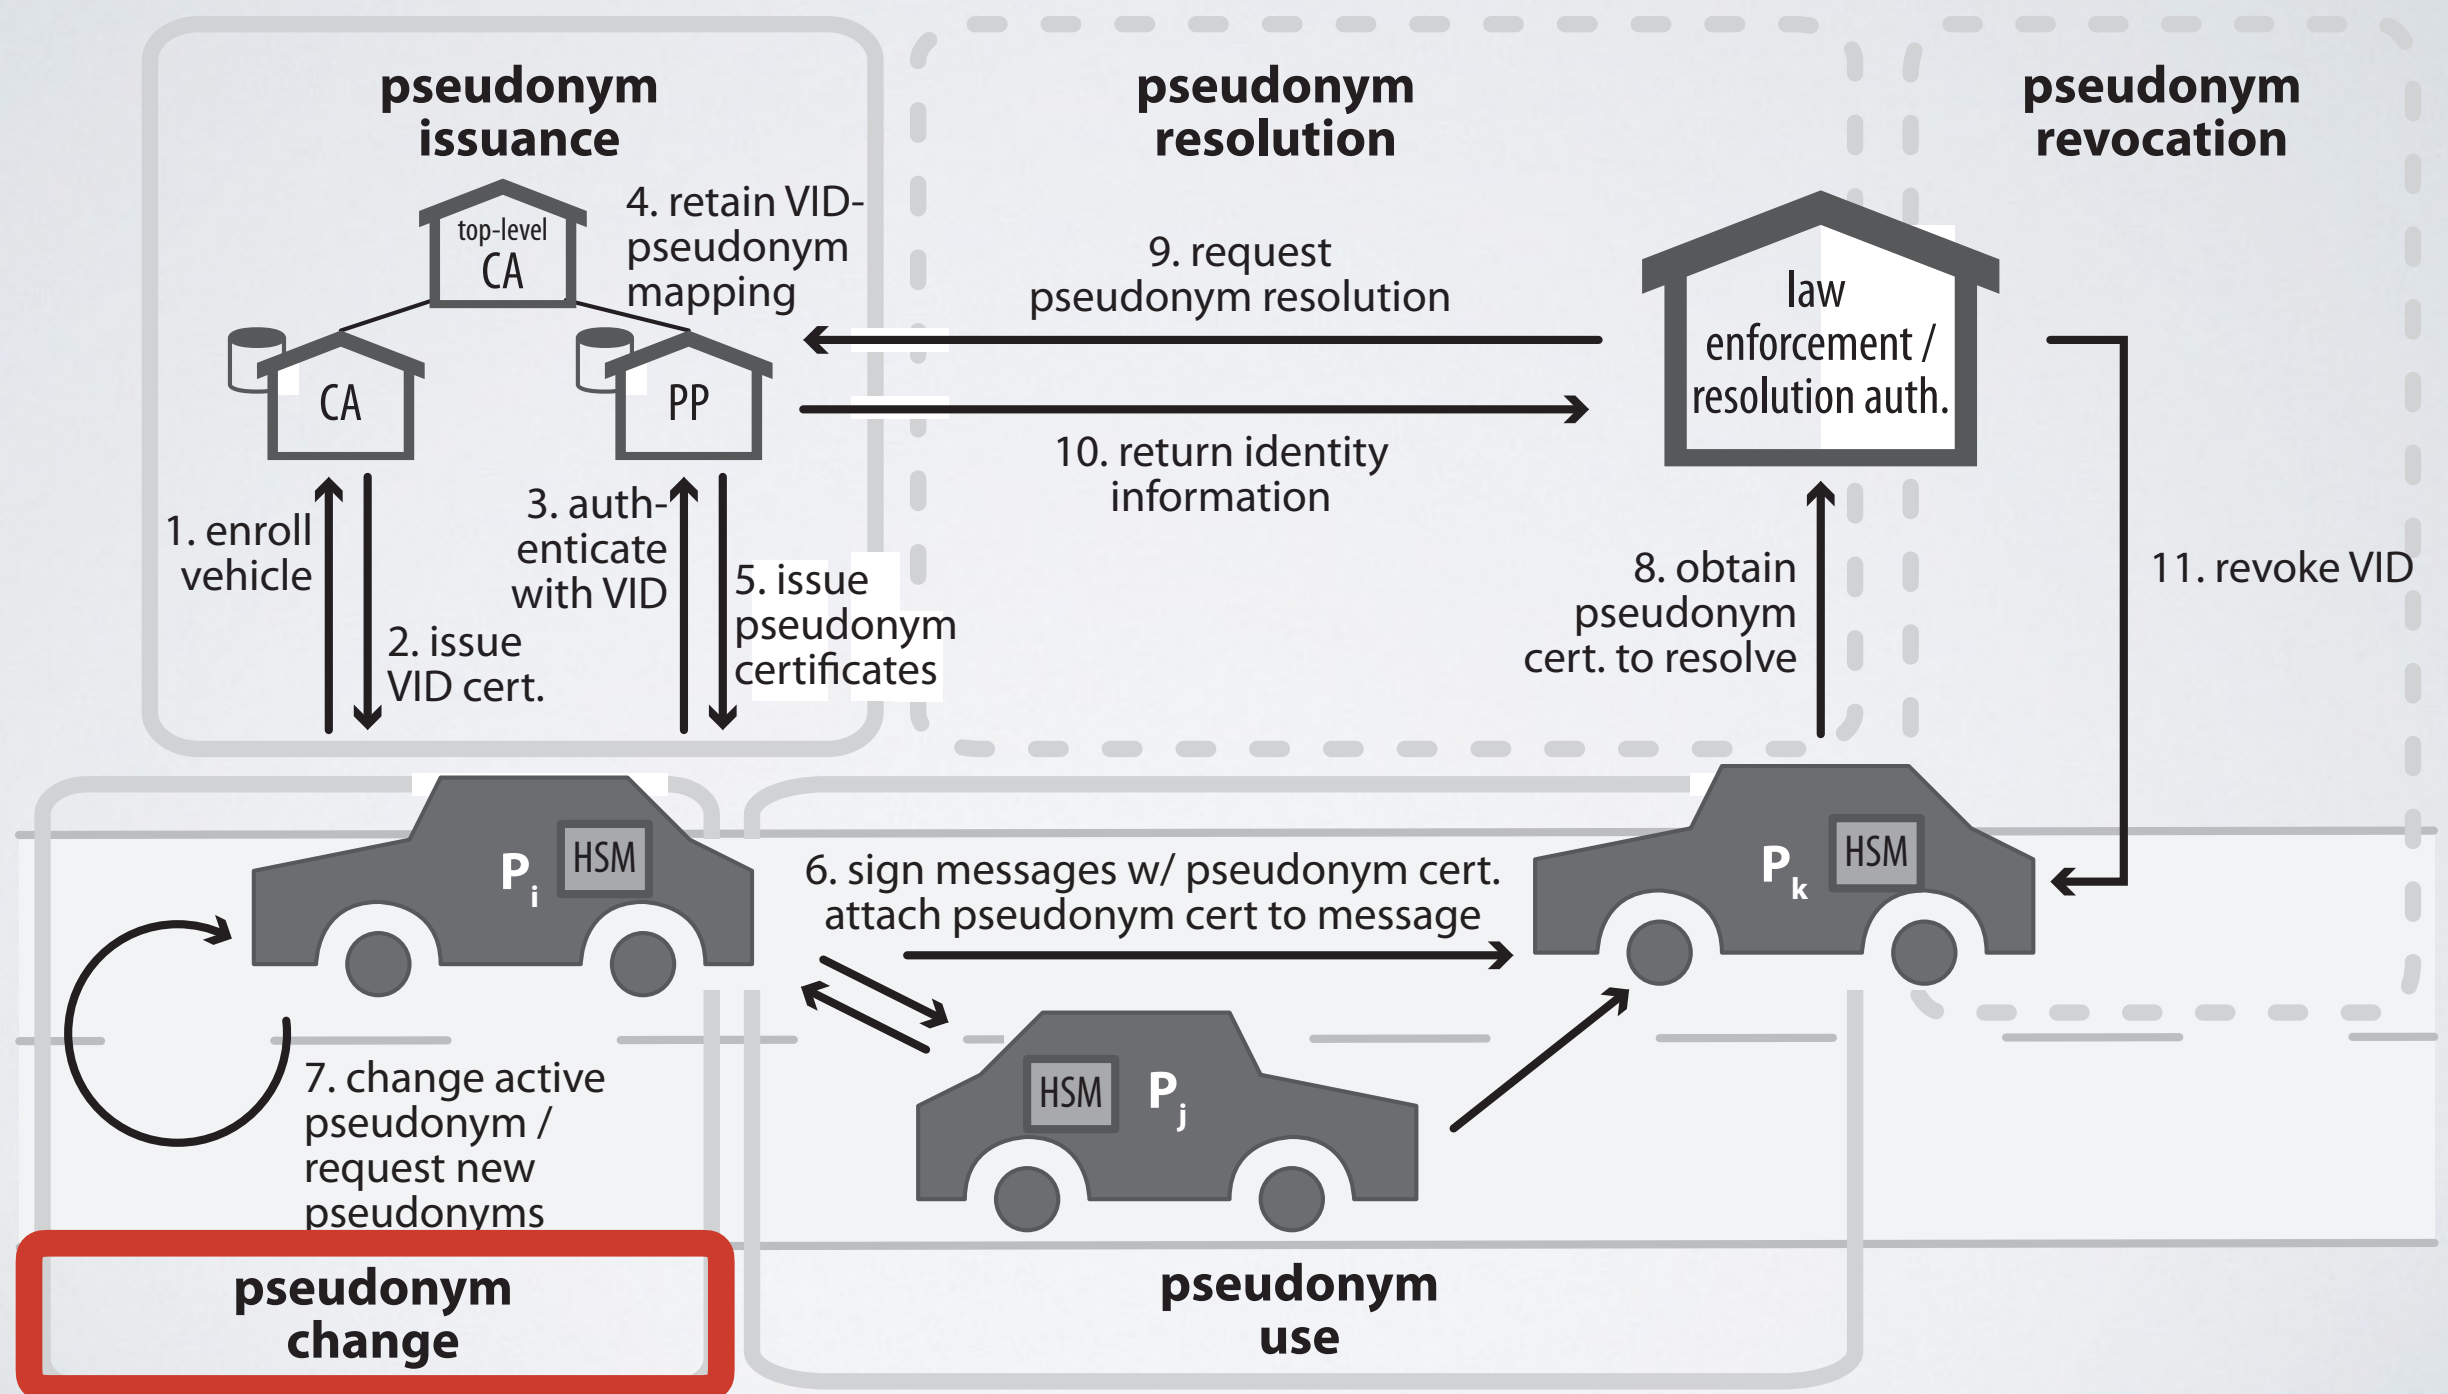 pseudonym
issuance
pseudonym
resolution
pseudonym
revocation
top-level
CA
4. retain VID-
pseudonym
mapping
CA
PP
9. request
pseudonym resolution
10. return identity
information
law
enforcement /
resolution auth.
1. enroll
vehicle
2. issue
VID cert.
3. auth-
enticate
with VID
5. issue
pseudonym
certificates
8. obtain
pseudonym
cert. to resolve
11. revoke VID
Pi
HSM
6. sign messages w/ pseudonym cert.
attach pseudonym cert to message
Pk
HSM
7. change active
pseudonym /
request new
pseudonyms
HSM
Pj
pseudonym
change
pseudonym
use